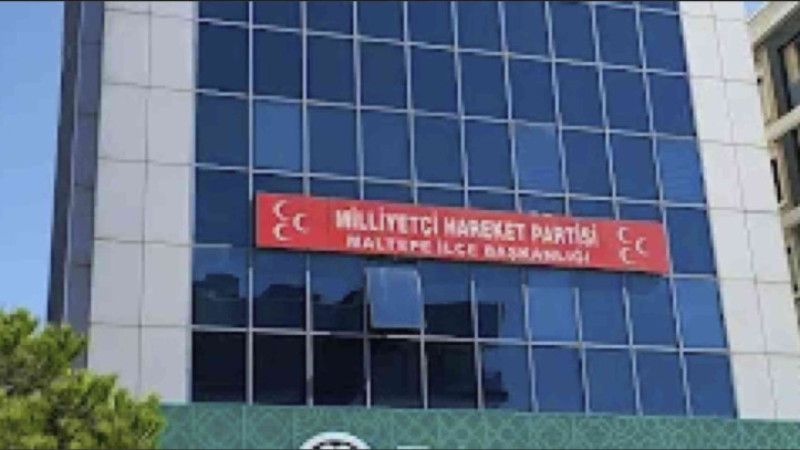 MİLLİYETÇİ HAREKET PARTİSİ
MALTEPE İLÇE BAŞKANLIĞI